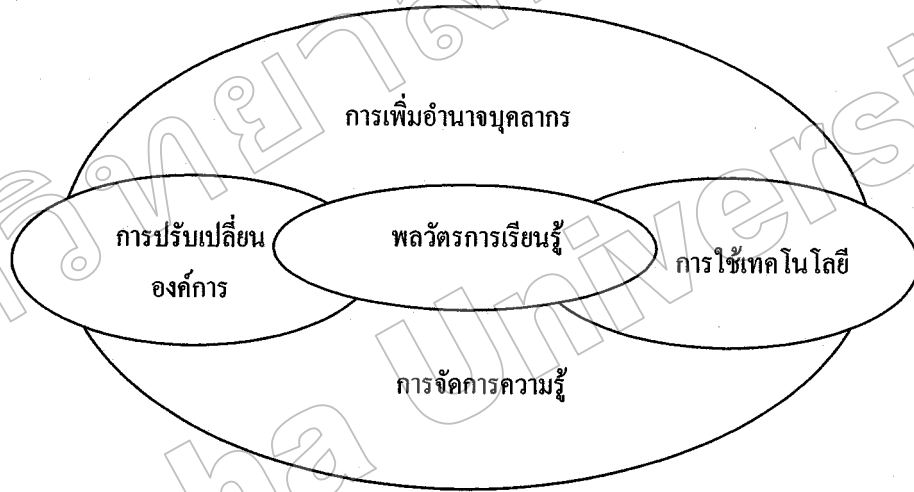 การเพิ่มอำนาจบุคลากร
การปรับเปลี่ยน
องค์การ
พลวัตรการเรียนรู้
การใช้เทคโนโลยี
การจัดการความรู้